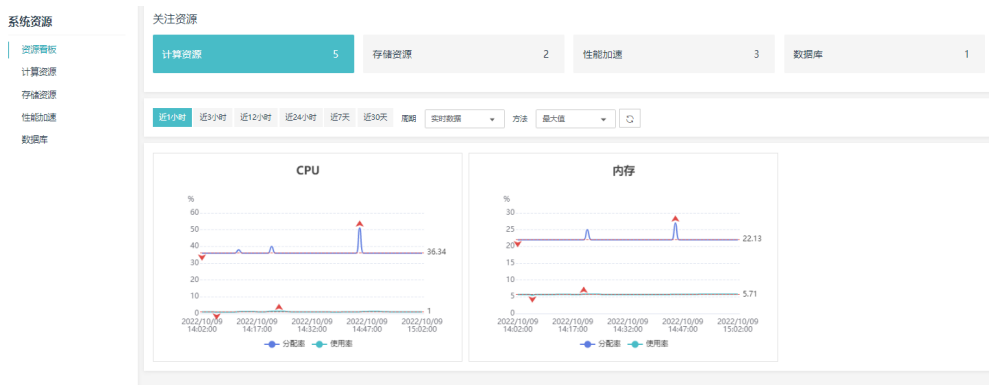 系统资源
资源看板
计算资源
存储资源
性能加速
数据库
关注资源
计算资源 5
存储资源 2
性能加速 3
数据库 1
近1小时 近3小时 近12小时 近24小时 近7天 近30天 周期 实时数据 方法 最大值
CPU
%
60
50
40
30
20
10
0
36.34
1
2022/10/09 14:02:00
2022/10/09 14:17:00
2022/10/09 14:32:00
2022/10/09 14:47:00
2022/10/09 15:02:00
分配率 使用率
内存
%
30
25
20
15
10
5
0
22.13
5.71
2022/10/09 14:02:00
2022/10/09 14:17:00
2022/10/09 14:32:00
2022/10/09 14:47:00
2022/10/09 15:02:00
分配率 使用率